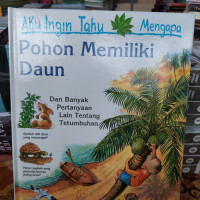 Aku Ingin Tahu Mengapa
Pohon Memiliki
Daun
Dan Banyak
Pertanyaan
Lain Tentang
Tetumbuhan